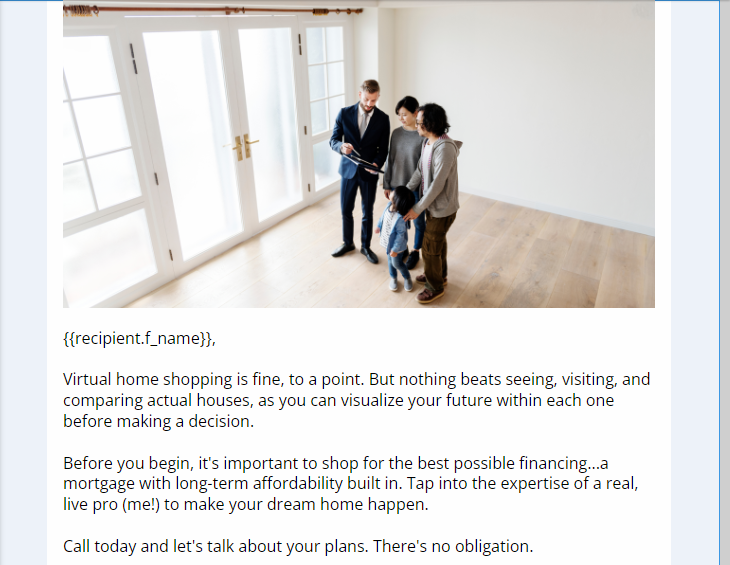 {{recipient.f_name}},
Virtual home shopping is fine, to a point. But nothing beats seeing, visiting, and
comparing actual houses, as you can visualize your future within each one
before making a decision.
Before you begin, it's important to shop for the best possible financing...a
mortgage with long-term affordability built in. Tap into the expertise of a real,
live pro (me!) to make your dream home happen.
Call today and let's talk about your plans. There's no obligation.